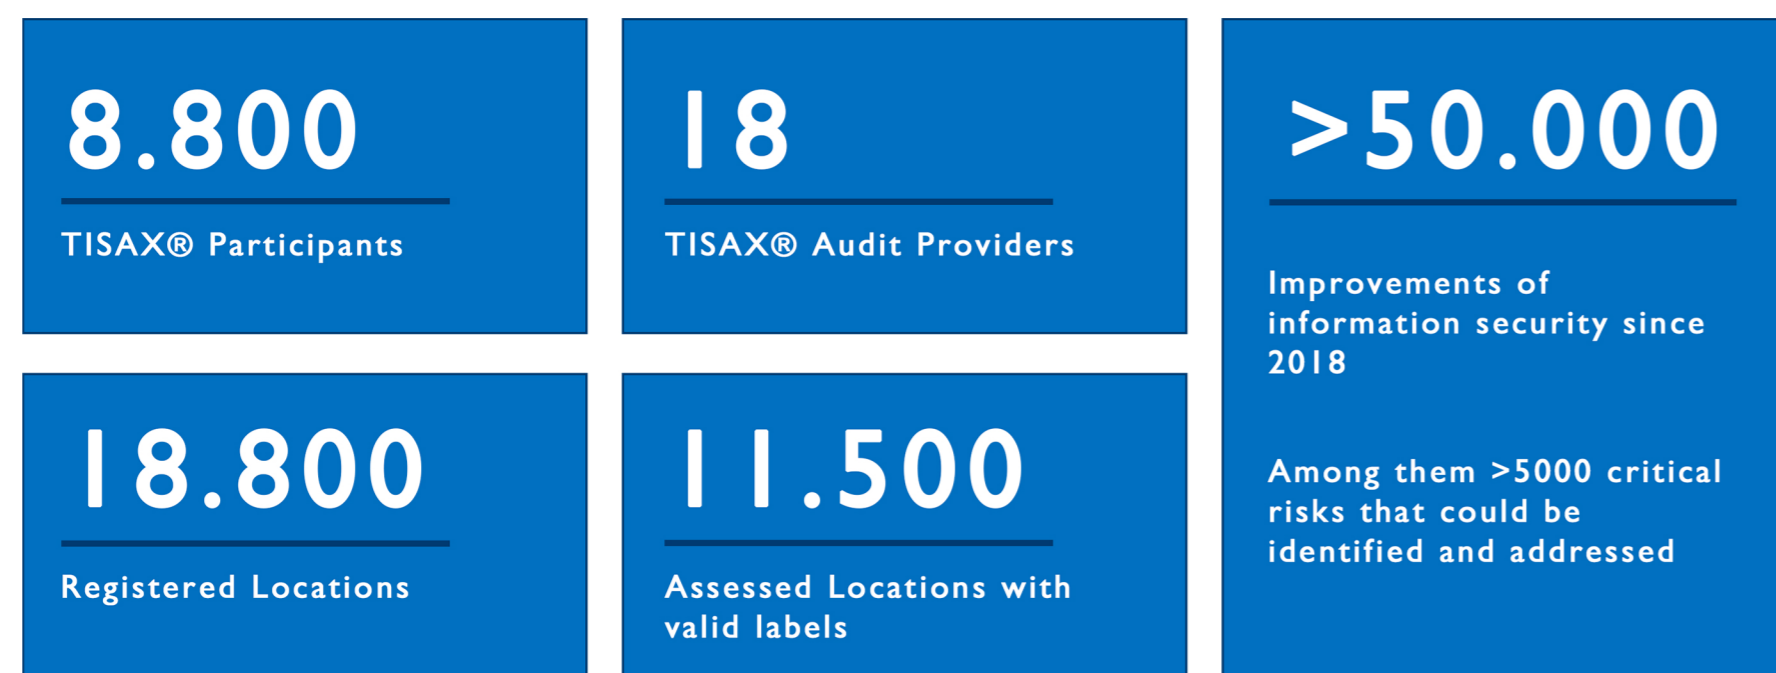 8.800
TISAX® Participants
18
TISAX® Audit Providers
>50.000
Improvements of
information security since
2018
Among them >5000 critical
risks that could be
identified and addressed
18.800
Registered Locations
11.500
Assessed Locations with
valid labels